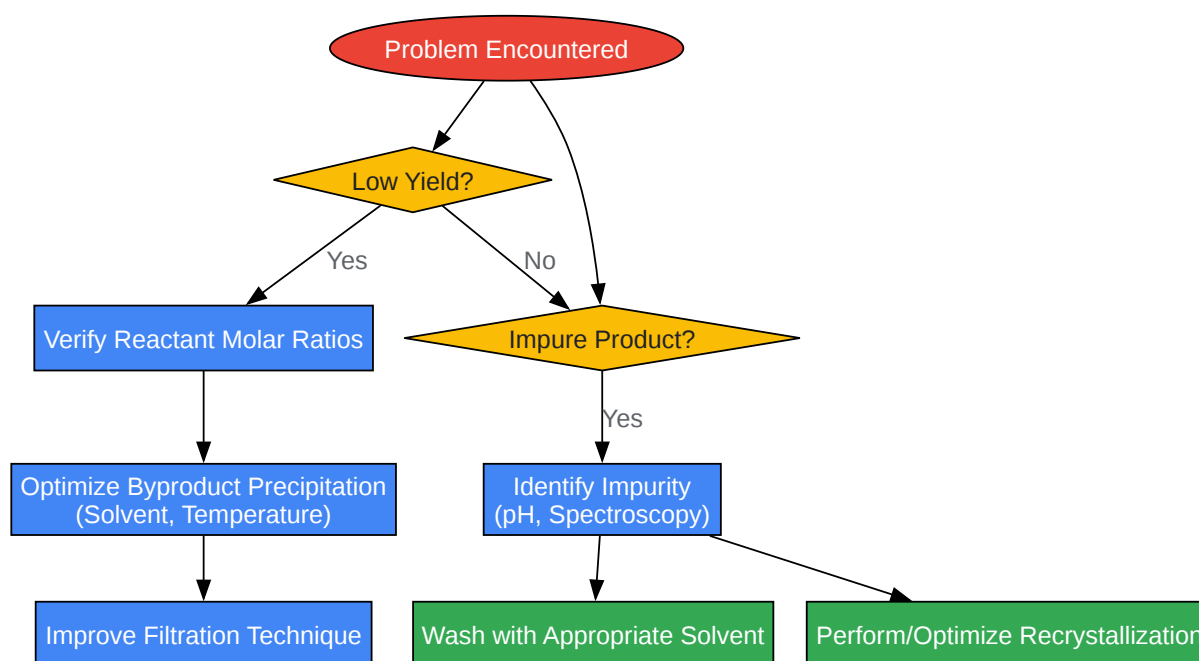 Problem Encountered
Low Yield?
Yes
No
Verify Reactant Molar Ratios
Impure Product?
Yes
Optimize Byproduct Precipitation
(Solvent, Temperature)
Identify Impurity
(pH, Spectroscopy)
Improve Filtration Technique
Wash with Appropriate Solvent
Perform/Optimize Recrystallization